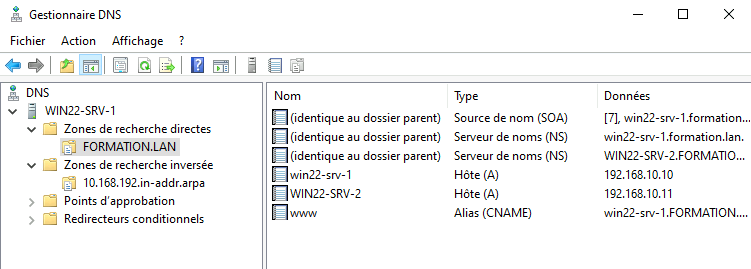 Gestionnaire DNS
Fichier Action Affichage ?
DNS
WIN22-SRV-1
Zones de recherche directes
FORMATION.LAN
Zones de recherche inversée
10.168.192.in-addr.arpa
Points d'approbation
Redirecteurs conditionnels
Nom Type Données
(identique au dossier parent) Source de nom (SOA) [7], win22-srv-1.formation...
(identique au dossier parent) Serveur de noms (NS) win22-srv-1.formation.lan.
(identique au dossier parent) Serveur de noms (NS) WIN22-SRV-2.FORMATIO...
win22-srv-1 Hôte (A) 192.168.10.10
WIN22-SRV-2 Hôte (A) 192.168.10.11
www Alias (CNAME) win22-srv-1.FORMATION....